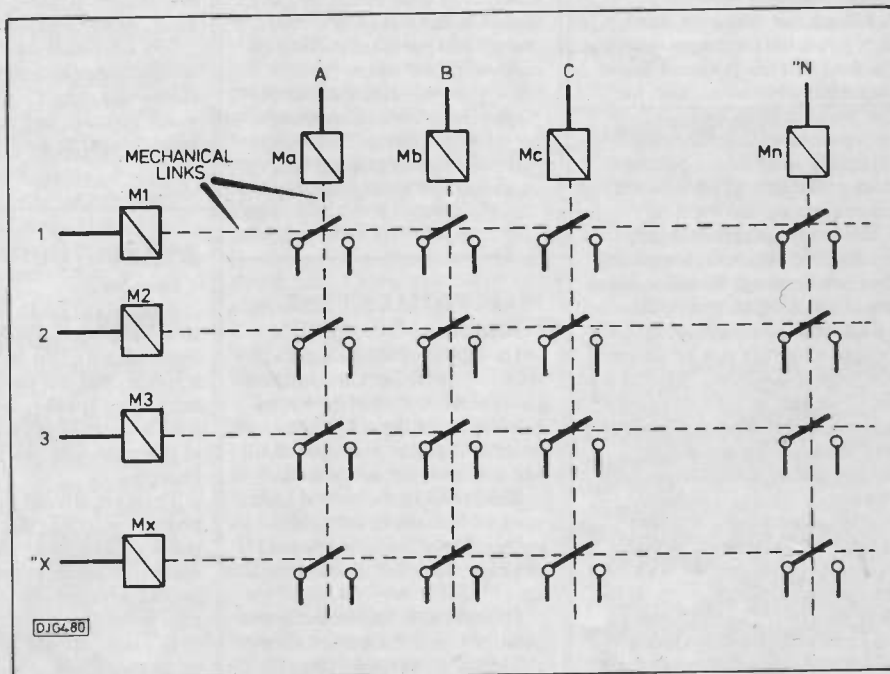 A B C "N
Ma Mb Mc Mn
MECHANICAL
LINKS
M1
1
M2
2
M3
3
Mx
"X
DJG480